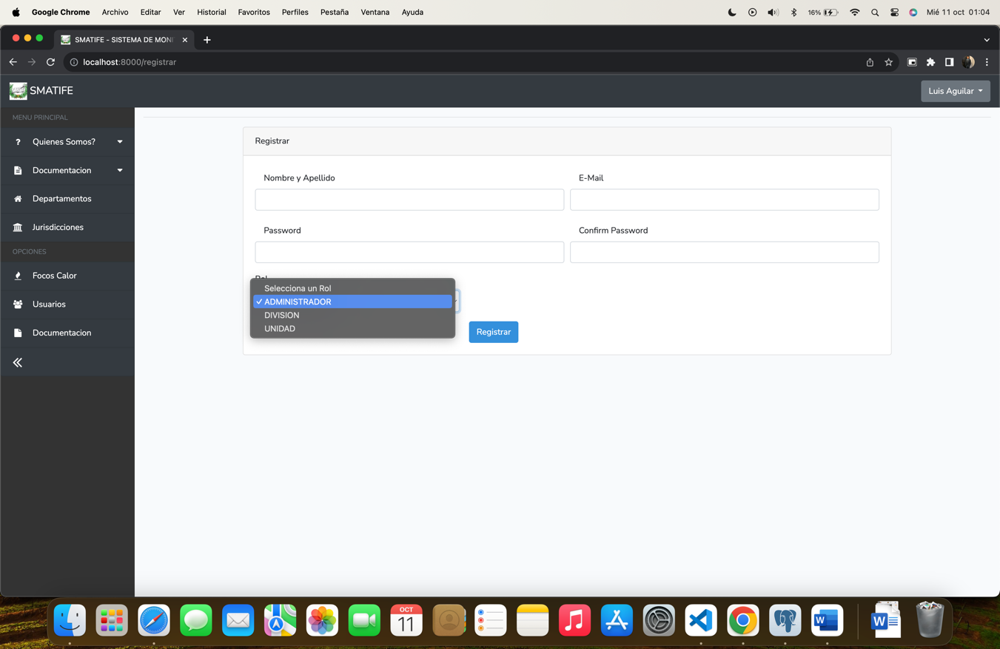 Google Chrome Archivo Editar Ver Historial Favoritos Perfiles Pestaña Ventana Ayuda 16% Mié 11 oct 01:04
SMATIFE - SISTEMA DE MONI
localhost:8000/registrar
SMATIFE
Luis Aguilar
MENU PRINCIPAL
? Quienes Somos?
Documentacion
Departamentos
Jurisdicciones
OPCIONES
Focos Calor
Usuarios
Documentacion
Registrar
Nombre y Apellido
E-Mail
Password
Confirm Password
Selecciona un Rol
✓ ADMINISTRADOR
DIVISION
UNIDAD
Registrar
OCT
11